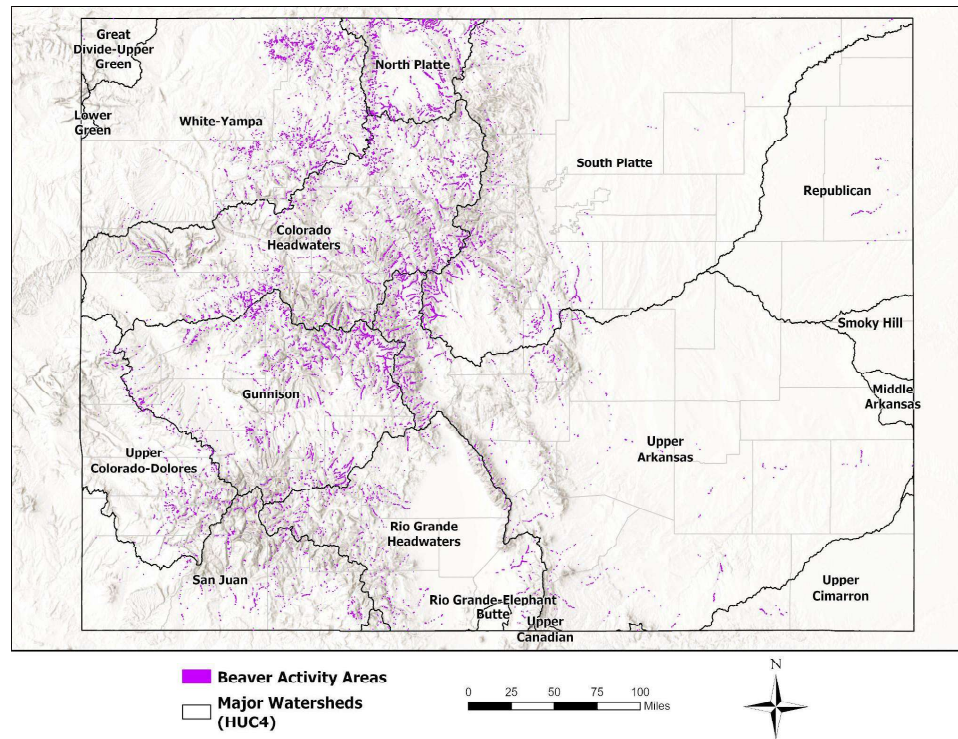 Great
Divide-Upper
Green
North Platte
Lower
Green
White-Yampa
South Platte
Republican
Colorado
Headwaters
Smoky Hill
Middle
Arkansas
Gunnison
Upper
Arkansas
Upper
Colorado-Dolores
Rio Grande
Headwaters
San Juan
Upper
Cimarron
Rio Grande-Elephant
Butte
Upper
Canadian
Beaver Activity Areas
Major Watersheds
(HUC4)
0 25 50 75 100
Miles
N